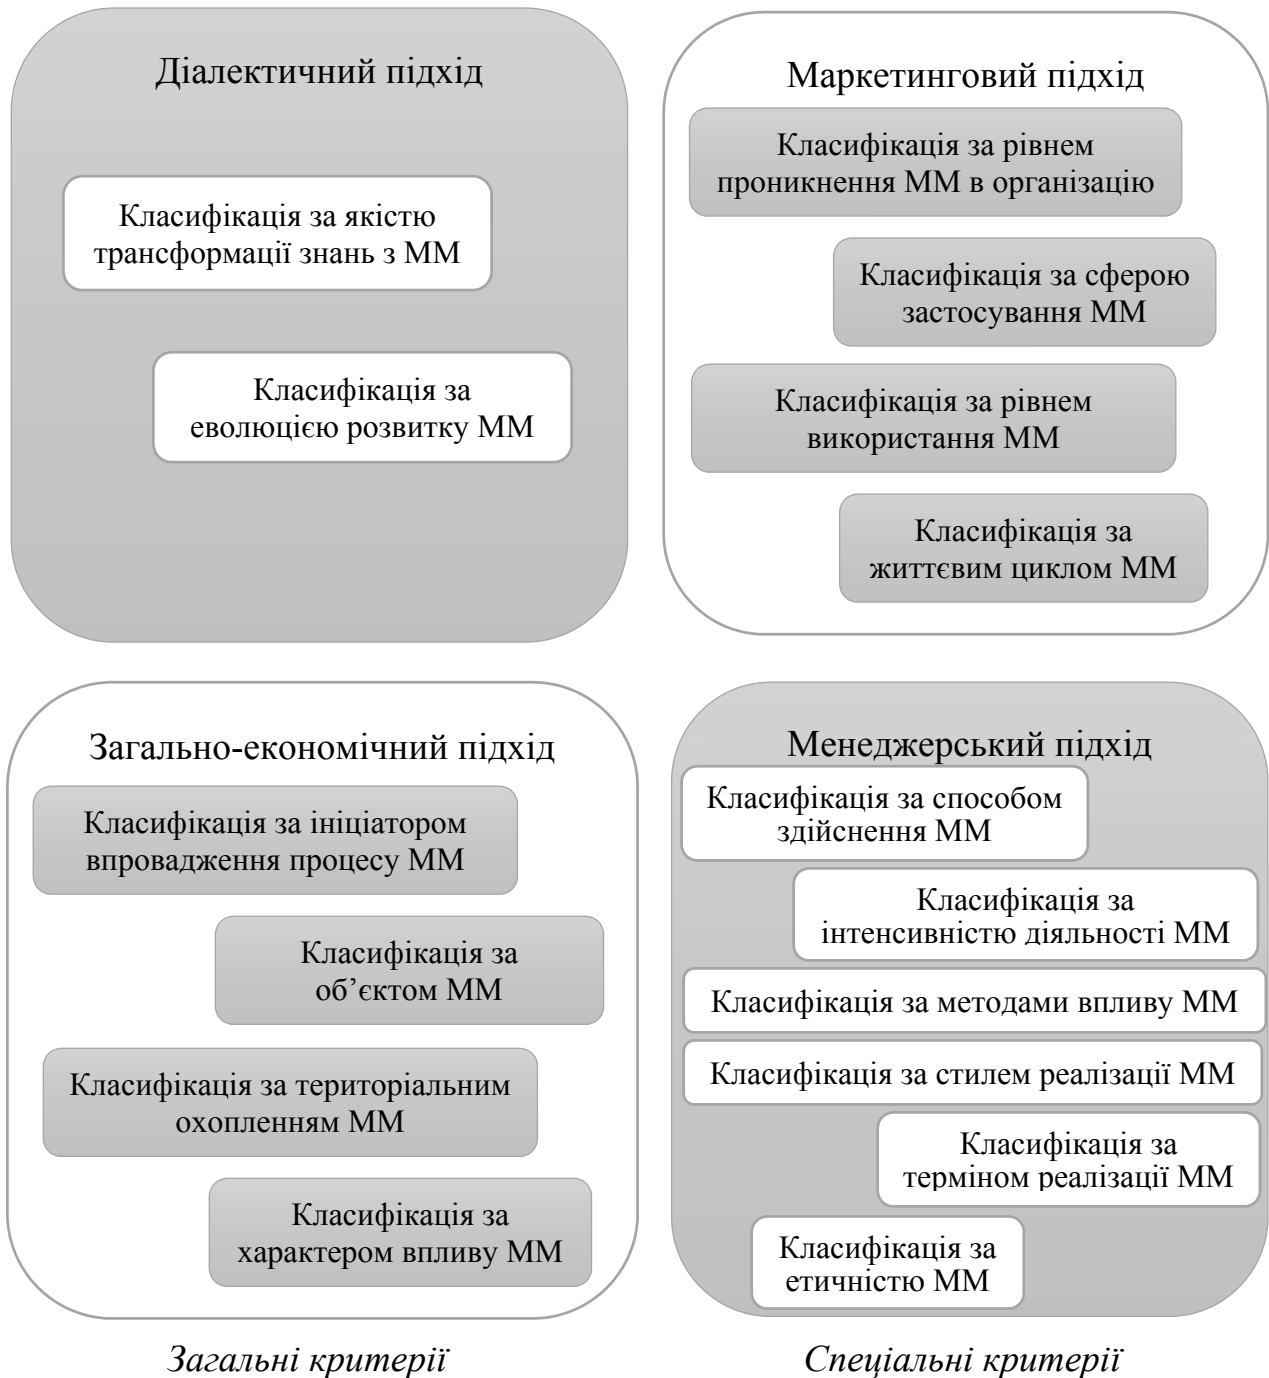 Діалектичний підхід
Класифікація за якістю
трансформації знань з ММ
Класифікація за
еволюцією розвитку ММ
Маркетинговий підхід
Класифікація за рівнем
проникнення ММ в організацію
Класифікація за сферою
застосування ММ
Класифікація за рівнем
використання ММ
Класифікація за
життєвим циклом ММ
Загально-економічний підхід
Класифікація за ініціатором
впровадження процесу ММ
Класифікація за
об’єктом ММ
Класифікація за територіальним
охопленням ММ
Класифікація за
характером впливу ММ
Менеджерський підхід
Класифікація за способом
здійснення ММ
Класифікація за
інтенсивністю діяльності ММ
Класифікація за методами впливу ММ
Класифікація за стилем реалізації ММ
Класифікація за
терміном реалізації ММ
Класифікація за
етичністю ММ
Загальні критерії
Спеціальні критерії